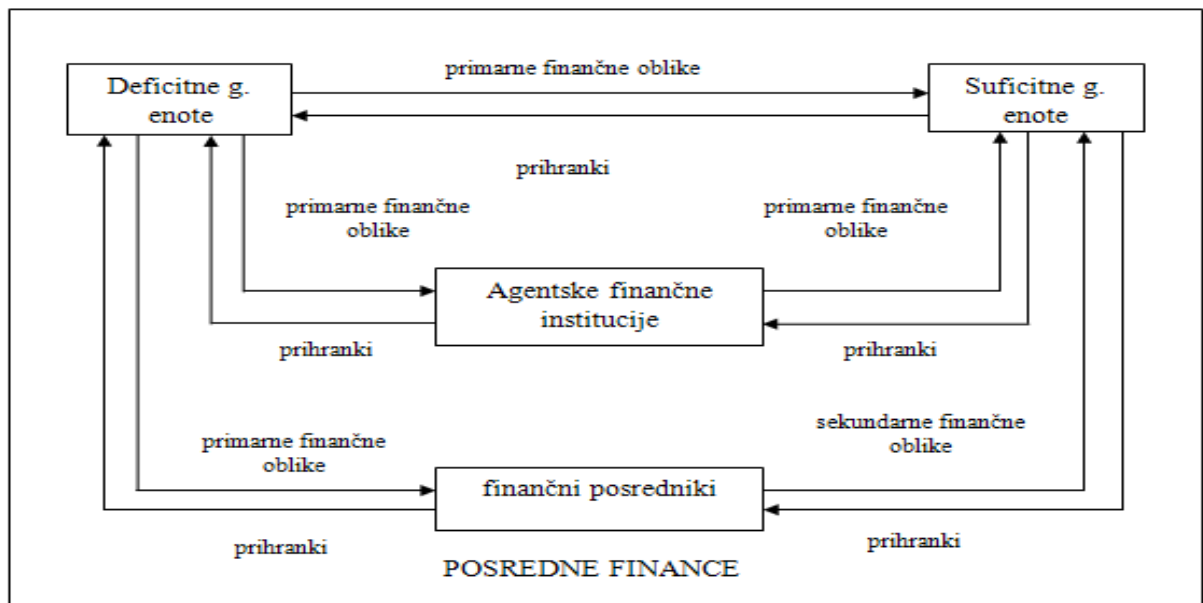 primarne finančne oblike
Deficitne g.
enote
Suficitne g.
enote
prihranki
primarne finančne
oblike
primarne finančne
oblike
Agentske finančne
institucije
prihranki
prihranki
primarne finančne
oblike
sekundarne finančne
oblike
finančni posredniki
prihranki
prihranki
POSREDNE FINANCE